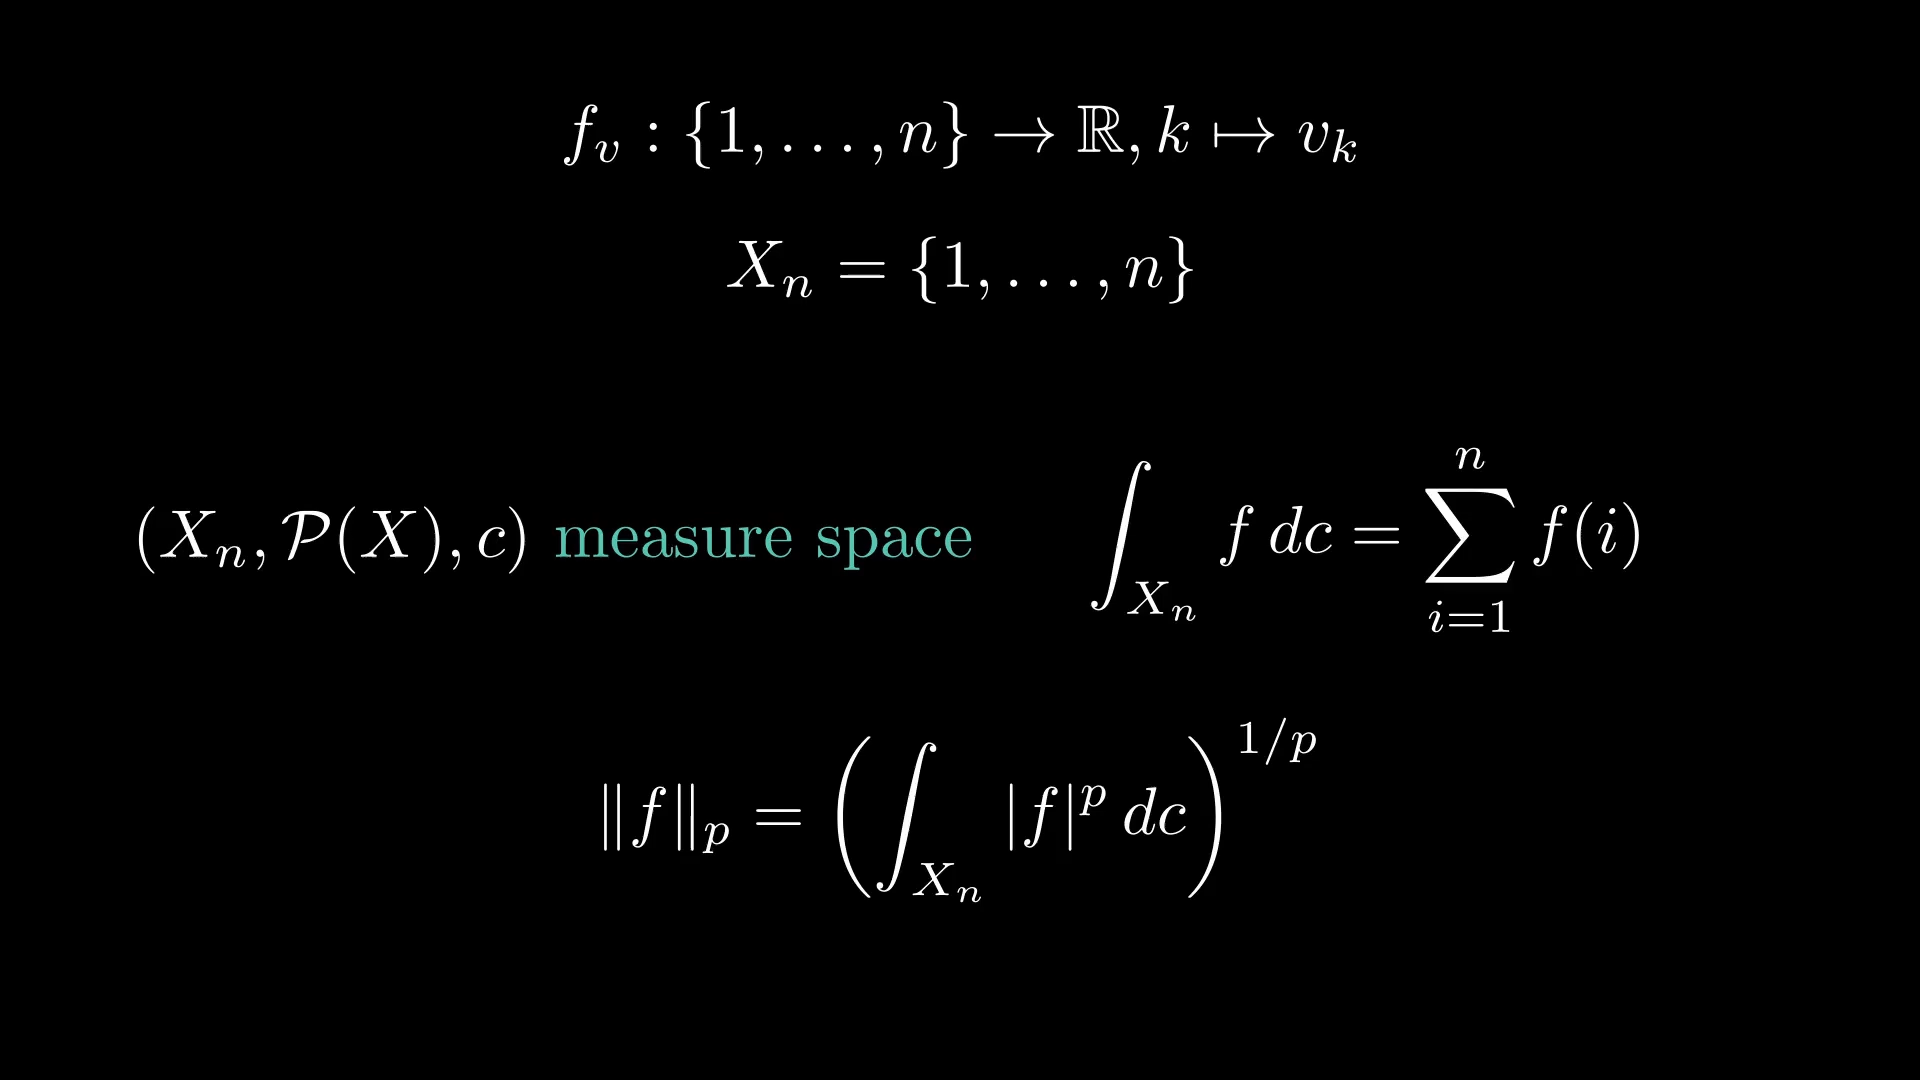 f_v : {1, . . . , n} → ℝ, k ↦ v_k
X_n = {1, . . . , n}
(X_n, 𝒫(X), c) measure space ∫_{X_n} f dc = ∑_{i=1}^{n} f(i)
‖f‖_p = (∫_{X_n} |f|^p dc)^{1/p}